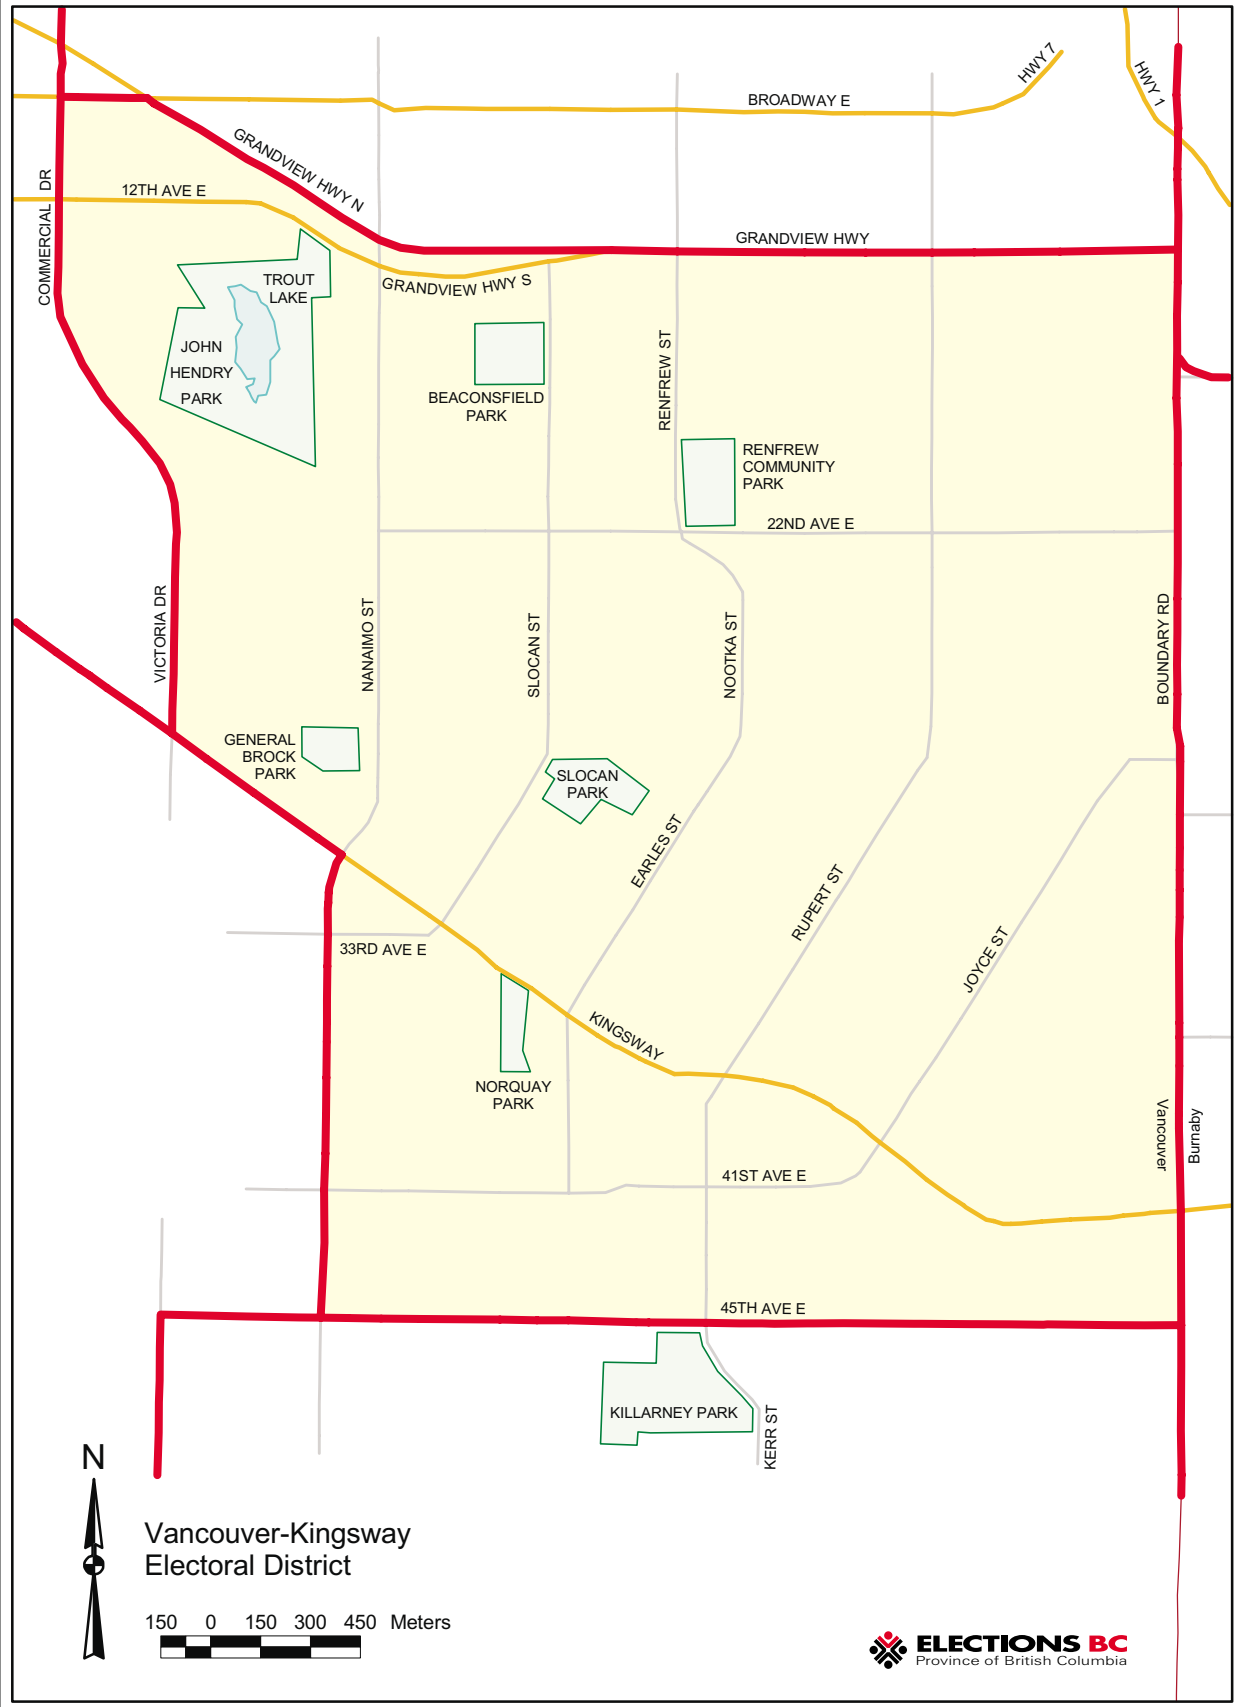 HWY 7
HWY 1
BROADWAY E
GRANDVIEW HWY N
12TH AVE E
COMMERCIAL DR
GRANDVIEW HWY
TROUT
LAKE
GRANDVIEW HWY S
JOHN
HENDRY
PARK
BEACONSFIELD
PARK
RENFREW ST
RENFREW
COMMUNITY
PARK
22ND AVE E
VICTORIA DR
NANAIMO ST
SLOCAN ST
NOOTKA ST
BOUNDARY RD
GENERAL
BROCK
PARK
SLOCAN
PARK
EARLES ST
RUPERT ST
JOYCE ST
33RD AVE E
KINGSWAY
NORQUAY
PARK
Vancouver
Burnaby
41ST AVE E
45TH AVE E
KILLARNEY PARK
KERR ST
N
Vancouver-Kingsway
Electoral District
150 0 150 300 450 Meters
ELECTIONS BC
Province of British Columbia